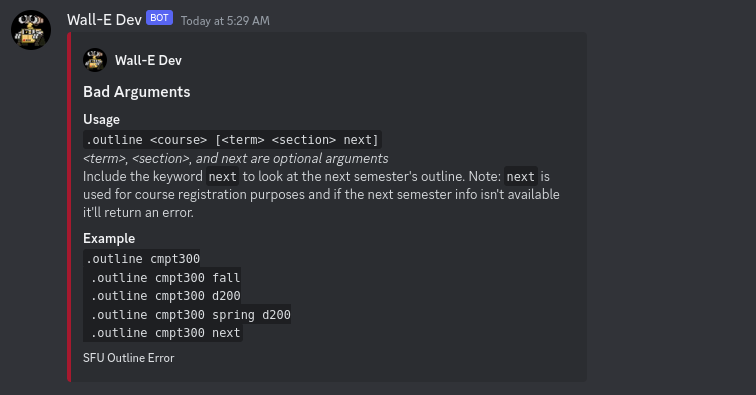 Wall-E Dev BOT Today at 5:29 AM
Wall-E Dev
Bad Arguments
Usage
.outline <course> [<term> <section> next]
<term>, <section>, and next are optional arguments
Include the keyword next to look at the next semester's outline. Note: next is
used for course registration purposes and if the next semester info isn't available
it'll return an error.
Example
.outline cmpt300
.outline cmpt300 fall
.outline cmpt300 d200
.outline cmpt300 spring d200
.outline cmpt300 next
SFU Outline Error